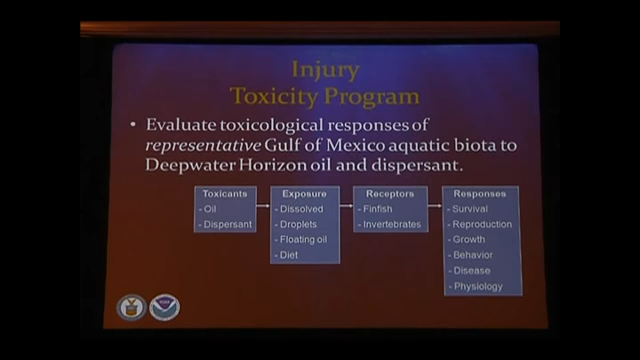 Injury
Toxicity Program
• Evaluate toxicological responses of
representative Gulf of Mexico aquatic biota to
Deepwater Horizon oil and dispersant.
Toxicants
- Oil
- Dispersant
Exposure
- Dissolved
- Droplets
- Floating oil
- Diet
Receptors
- Finfish
- Invertebrates
Responses
- Survival
- Reproduction
- Growth
- Behavior
- Disease
- Physiology